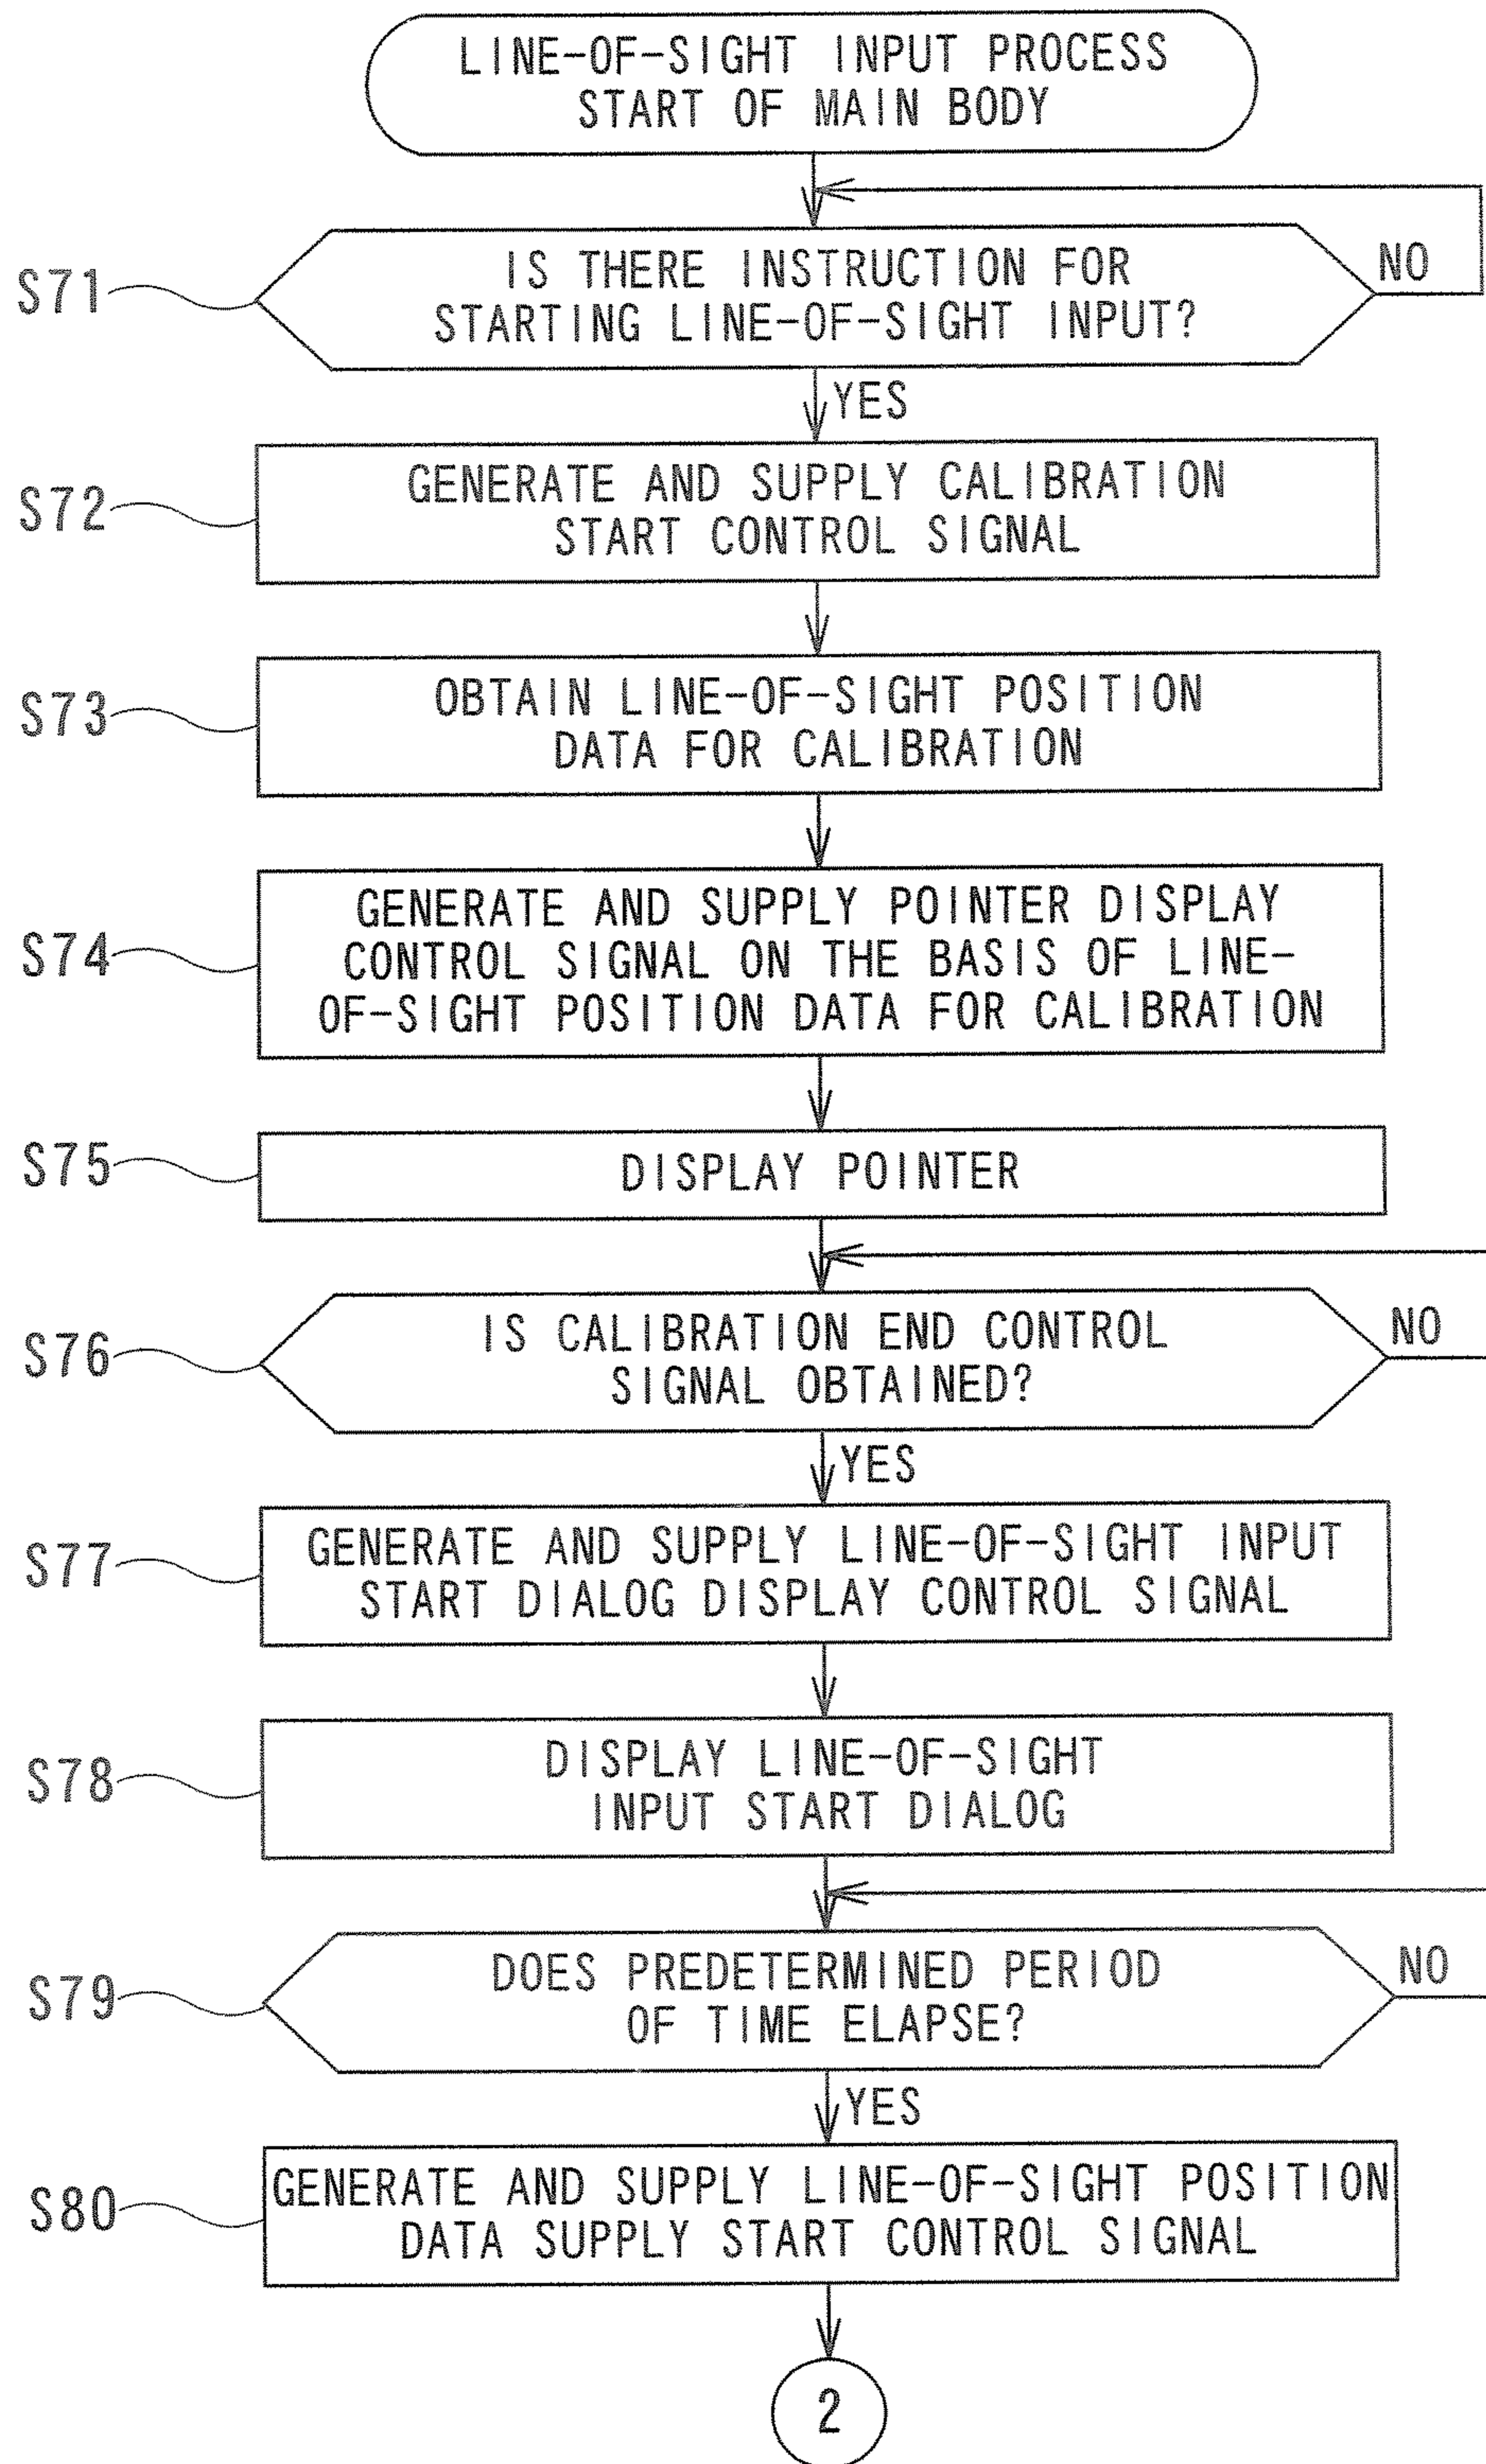 LINE-OF-SIGHT INPUT PROCESS
START OF MAIN BODY
S71
IS THERE INSTRUCTION FOR
STARTING LINE-OF-SIGHT INPUT?
NO
YES
S72
GENERATE AND SUPPLY CALIBRATION
START CONTROL SIGNAL
S73
OBTAIN LINE-OF-SIGHT POSITION
DATA FOR CALIBRATION
S74
GENERATE AND SUPPLY POINTER DISPLAY
CONTROL SIGNAL ON THE BASIS OF LINE-
OF-SIGHT POSITION DATA FOR CALIBRATION
S75
DISPLAY POINTER
S76
IS CALIBRATION END CONTROL
SIGNAL OBTAINED?
NO
YES
S77
GENERATE AND SUPPLY LINE-OF-SIGHT INPUT
START DIALOG DISPLAY CONTROL SIGNAL
S78
DISPLAY LINE-OF-SIGHT
INPUT START DIALOG
S79
DOES PREDETERMINED PERIOD
OF TIME ELAPSE?
NO
YES
S80
GENERATE AND SUPPLY LINE-OF-SIGHT POSITION
DATA SUPPLY START CONTROL SIGNAL
2